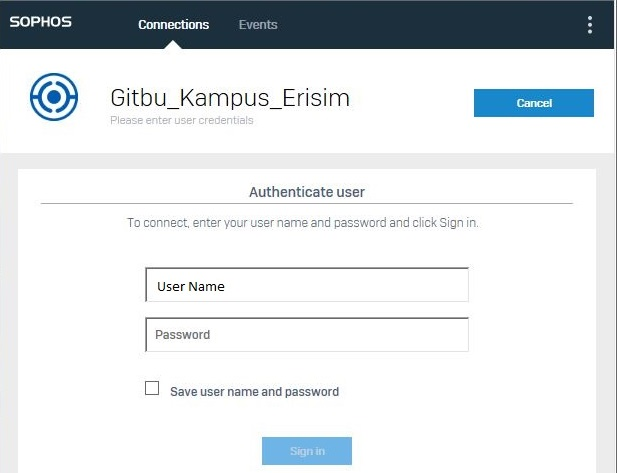 SOPHOS Connections Events
Gitbu_Kampus_Erisim
Please enter user credentials
Cancel
Authenticate user
To connect, enter your user name and password and click Sign in.
User Name
Password
Save user name and password
Sign in